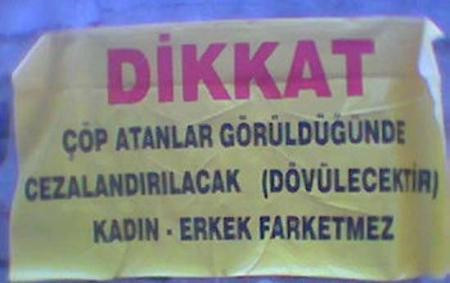 DİKKAT
ÇÖP ATANLAR GÖRÜLDÜĞÜNDE
CEZALANDIRILACAK (DÖVÜLECEKTİR)
KADIN - ERKEK FARKETMEZ